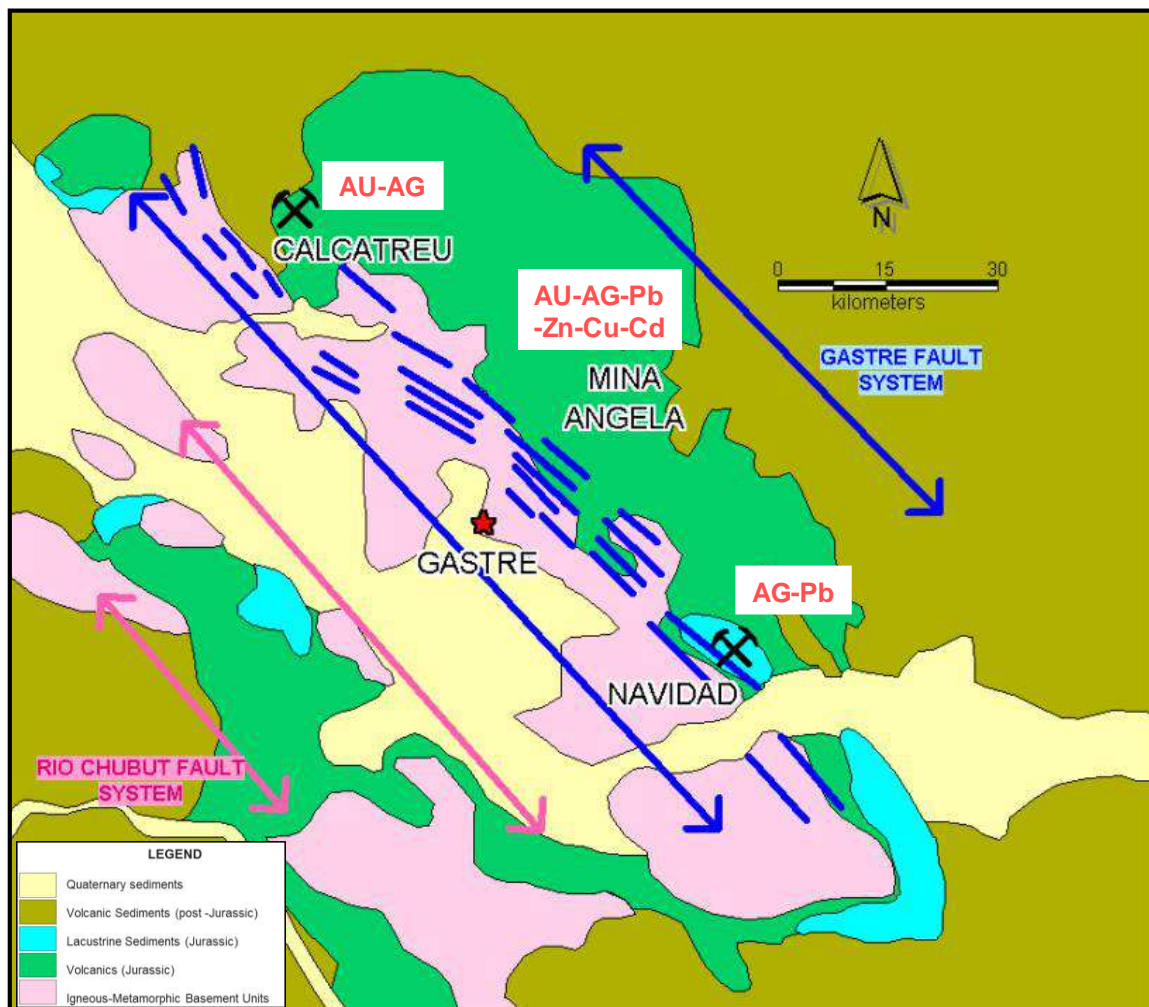 AU-AG
CALCATREU
N
0 15 30
kilometers
AU-AG-Pb
-Zn-Cu-Cd
MINA
ANGELA
GASTRE FAULT
SYSTEM
GASTRE
AG-Pb
NAVIDAD
RIO CHUBUT FAULT
SYSTEM
LEGEND
Quaternary sediments
Volcanic Sediments (post -Jurassic)
Lacustrine Sediments (Jurassic)
Volcanics (Jurassic)
Igneous-Metamorphic Basement Units